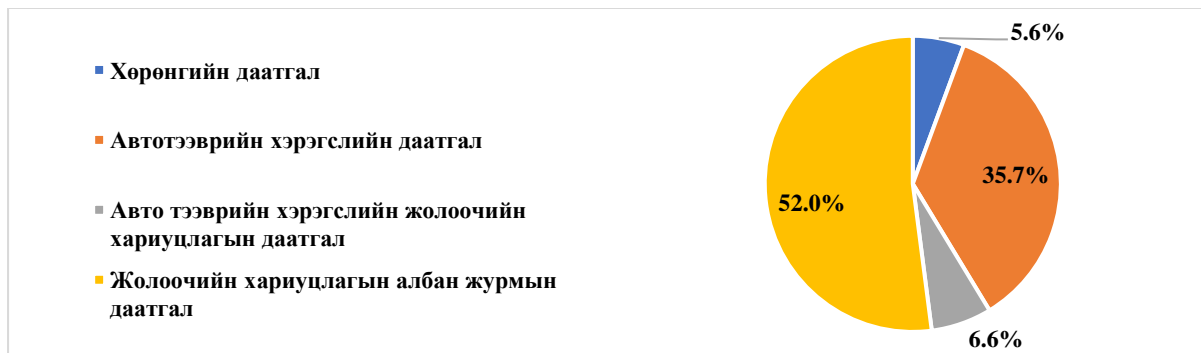 5.6%
Хөрөнгийн даатгал
Автотээврийн хэрэгслийн даатгал
35.7%
52.0%
Авто тээврийн хэрэгслийн жолоочийн
хариуцлагын даатгал
Жолоочийн хариуцлагын албан журмын
даатгал
6.6%